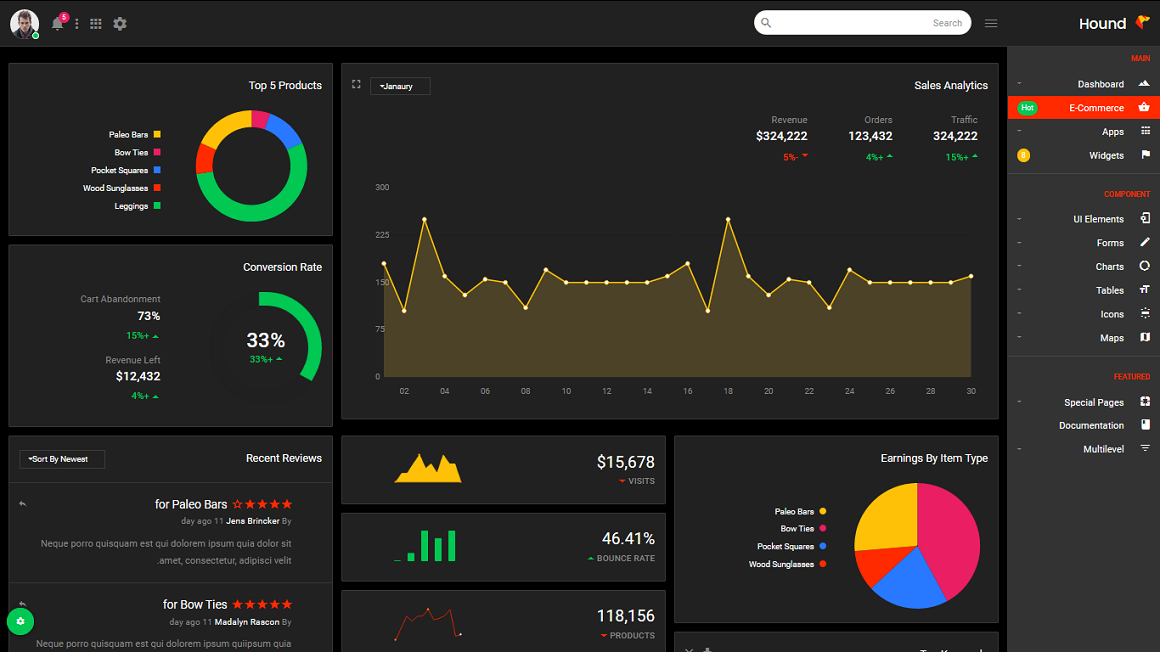 5
Search
Hound
MAIN
Dashboard
Hot
E-Commerce
Apps
8
Widgets
COMPONENT
UI Elements
Forms
Charts
Tables
Icons
Maps
FEATURED
Special Pages
Documentation
Multilevel
Top 5 Products
Paleo Bars
Bow Ties
Pocket Squares
Wood Sunglasses
Leggings
Sales Analytics
Janaury
Revenue
$324,222
5%-
Orders
123,432
4%+
Traffic
324,222
15%+
300
225
150
75
0
02 04 06 08 10 12 14 16 18 20 22 24 26 28 30
Conversion Rate
Cart Abandonment
73%
15%+
Revenue Left
$12,432
4%+
33%
33%+
Recent Reviews
Sort By Newest
for Paleo Bars
day ago 11 Jena Brincker By
Neque porro quisquam est qui dolorem ipsum quia dolor sit
.amet, consectetur, adipisci velit
for Bow Ties
day ago 11 Madalyn Rascon By
Neque porro quisquam est qui dolorem ipsum quiipsum quia
$15,678
VISITS
46.41%
BOUNCE RATE
118,156
PRODUCTS
Earnings By Item Type
Paleo Bars
Bow Ties
Pocket Squares
Wood Sunglasses